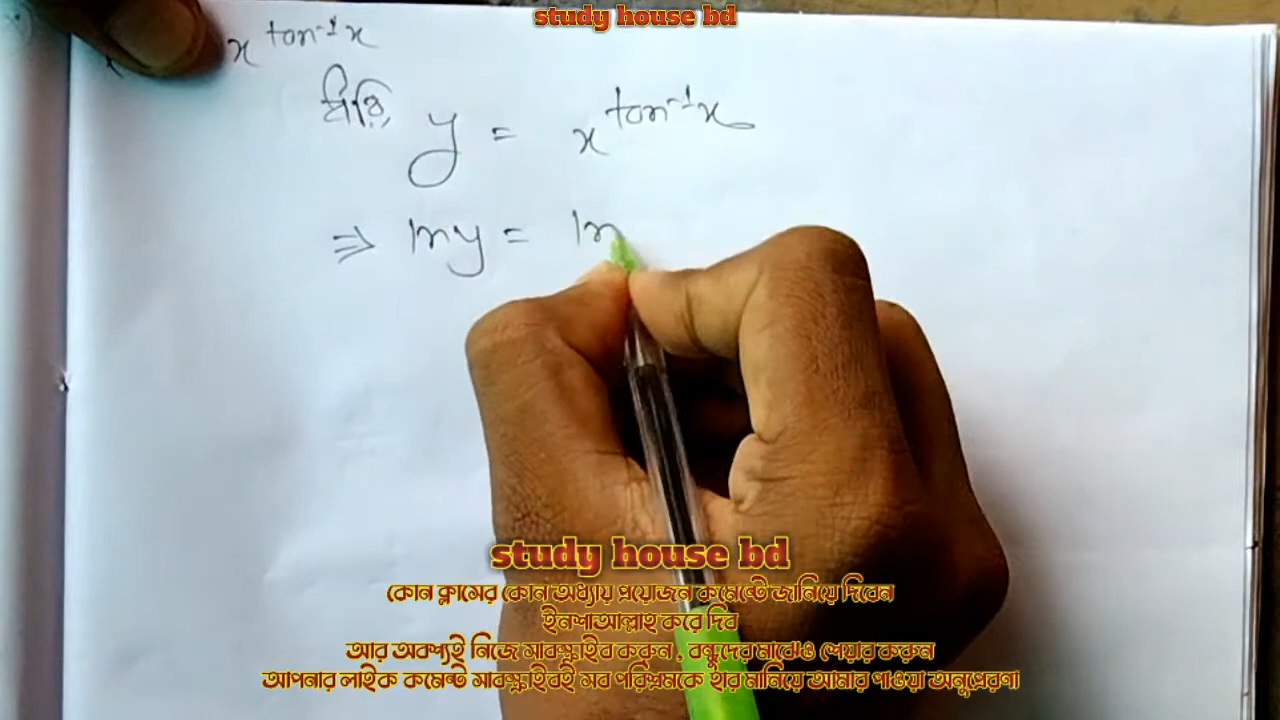 study house bd
x^tan⁻¹x
ধরি, y = x^tan⁻¹x
⇒ lny = ln
study house bd
কোন ক্লাসের কোন অধ্যায় প্রয়োজন কমেন্টে জানিয়ে দিবেন
ইনশাআল্লাহ করে দিব
আর অবশ্যই নিজে সাবস্ক্রাইব করুন , বন্ধুদের মাঝেও শেয়ার করুন
আপনার লাইক কমেন্ট সাবস্ক্রাইবই সব পরিশ্রমকে হার মানিয়ে আমার পাওয়া অনুপ্রেরণা